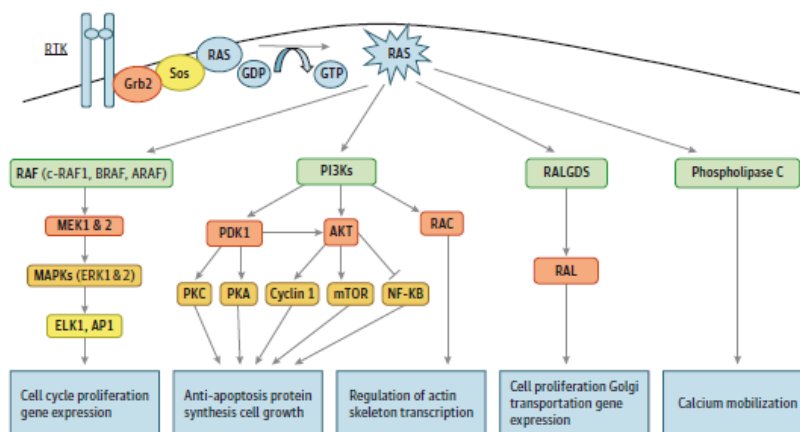 RTK
Grb2
Sos
RAS
GDP
GTP
RAS
RAF (c-RAF1, BRAF, ARAF)
PI3Ks
RALGDS
Phospholipase C
MEK1 & 2
PDK1
AKT
RAC
MAPKs (ERK1 & 2)
RAL
PKC
PKA
Cyclin 1
mTOR
NF-KB
ELK1, AP1
Cell cycle proliferation
gene expression
Anti-apoptosis protein
synthesis cell growth
Regulation of actin
skeleton transcription
Cell proliferation Golgi
transportation gene
expression
Calcium mobilization